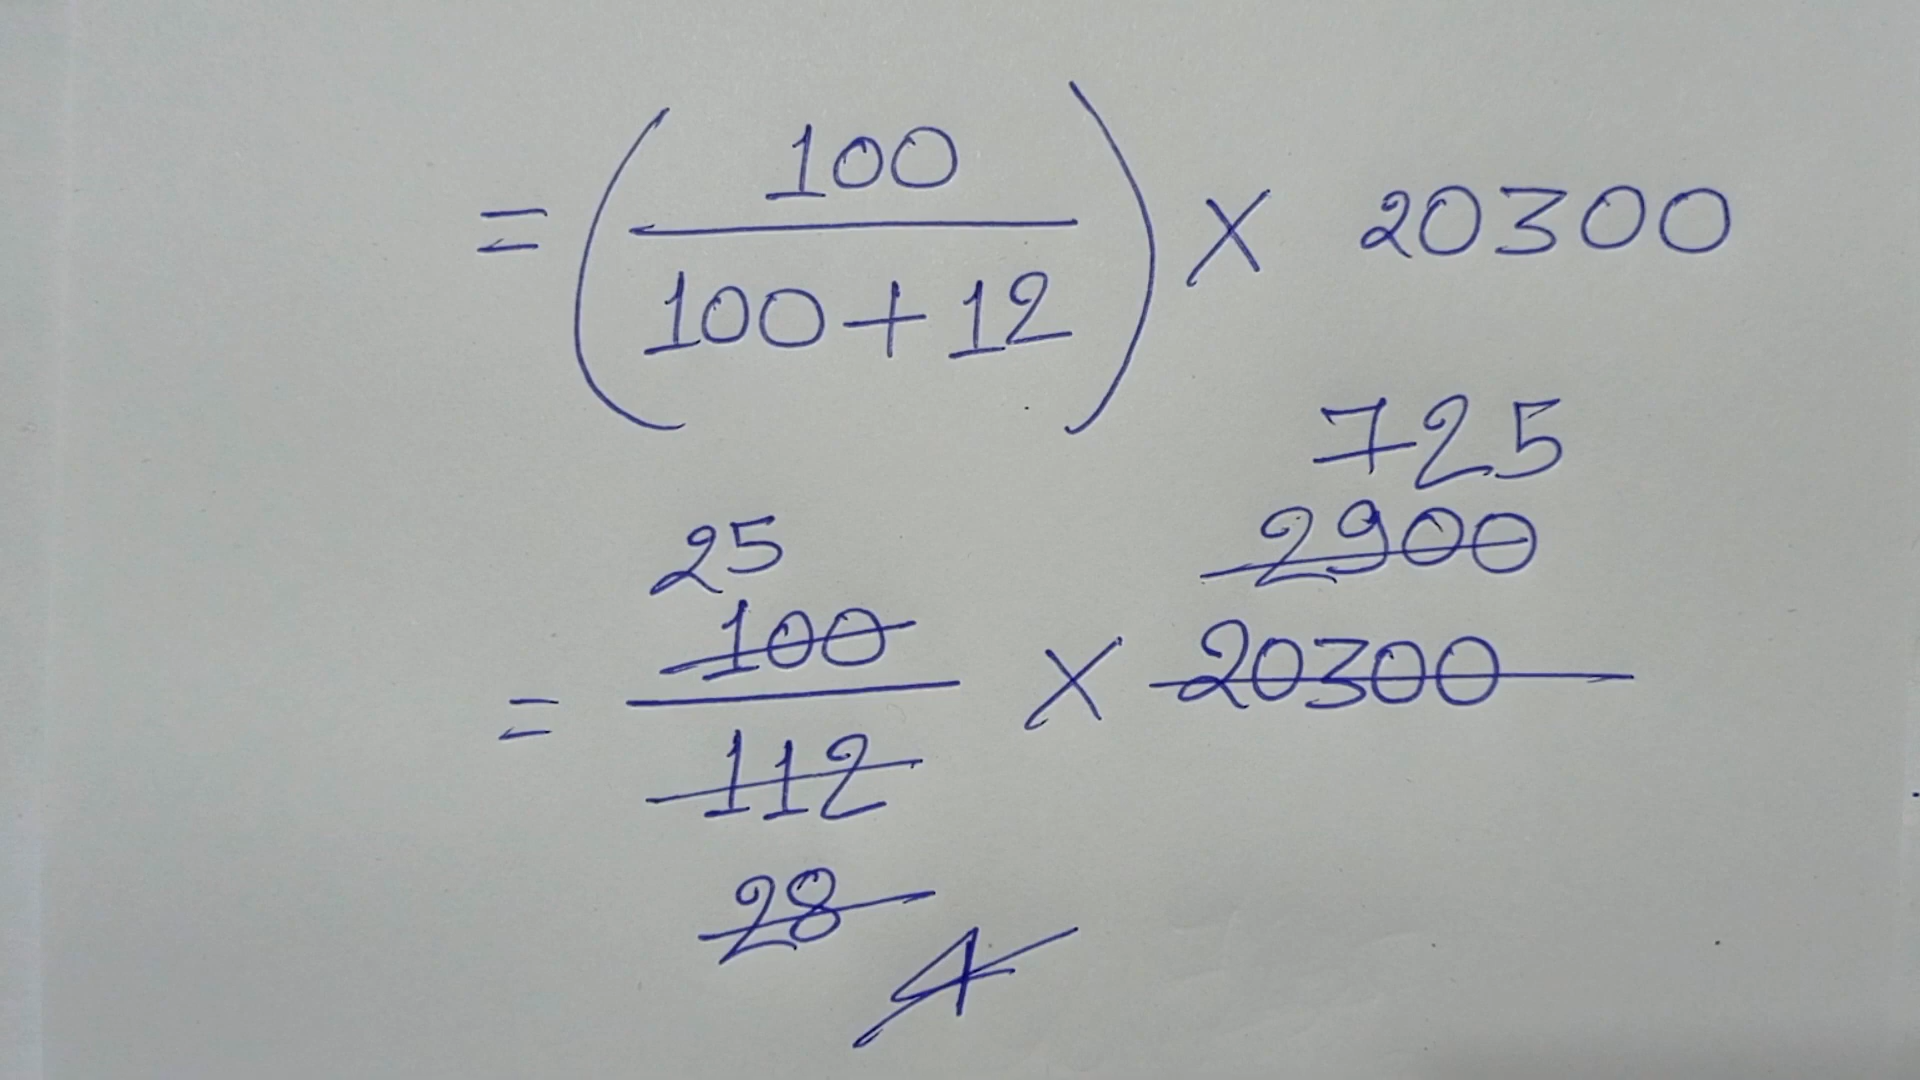 = ( 100 / 100 + 12 ) × 20300
725
25 2900
= 100 / 112 × 20300
28
4